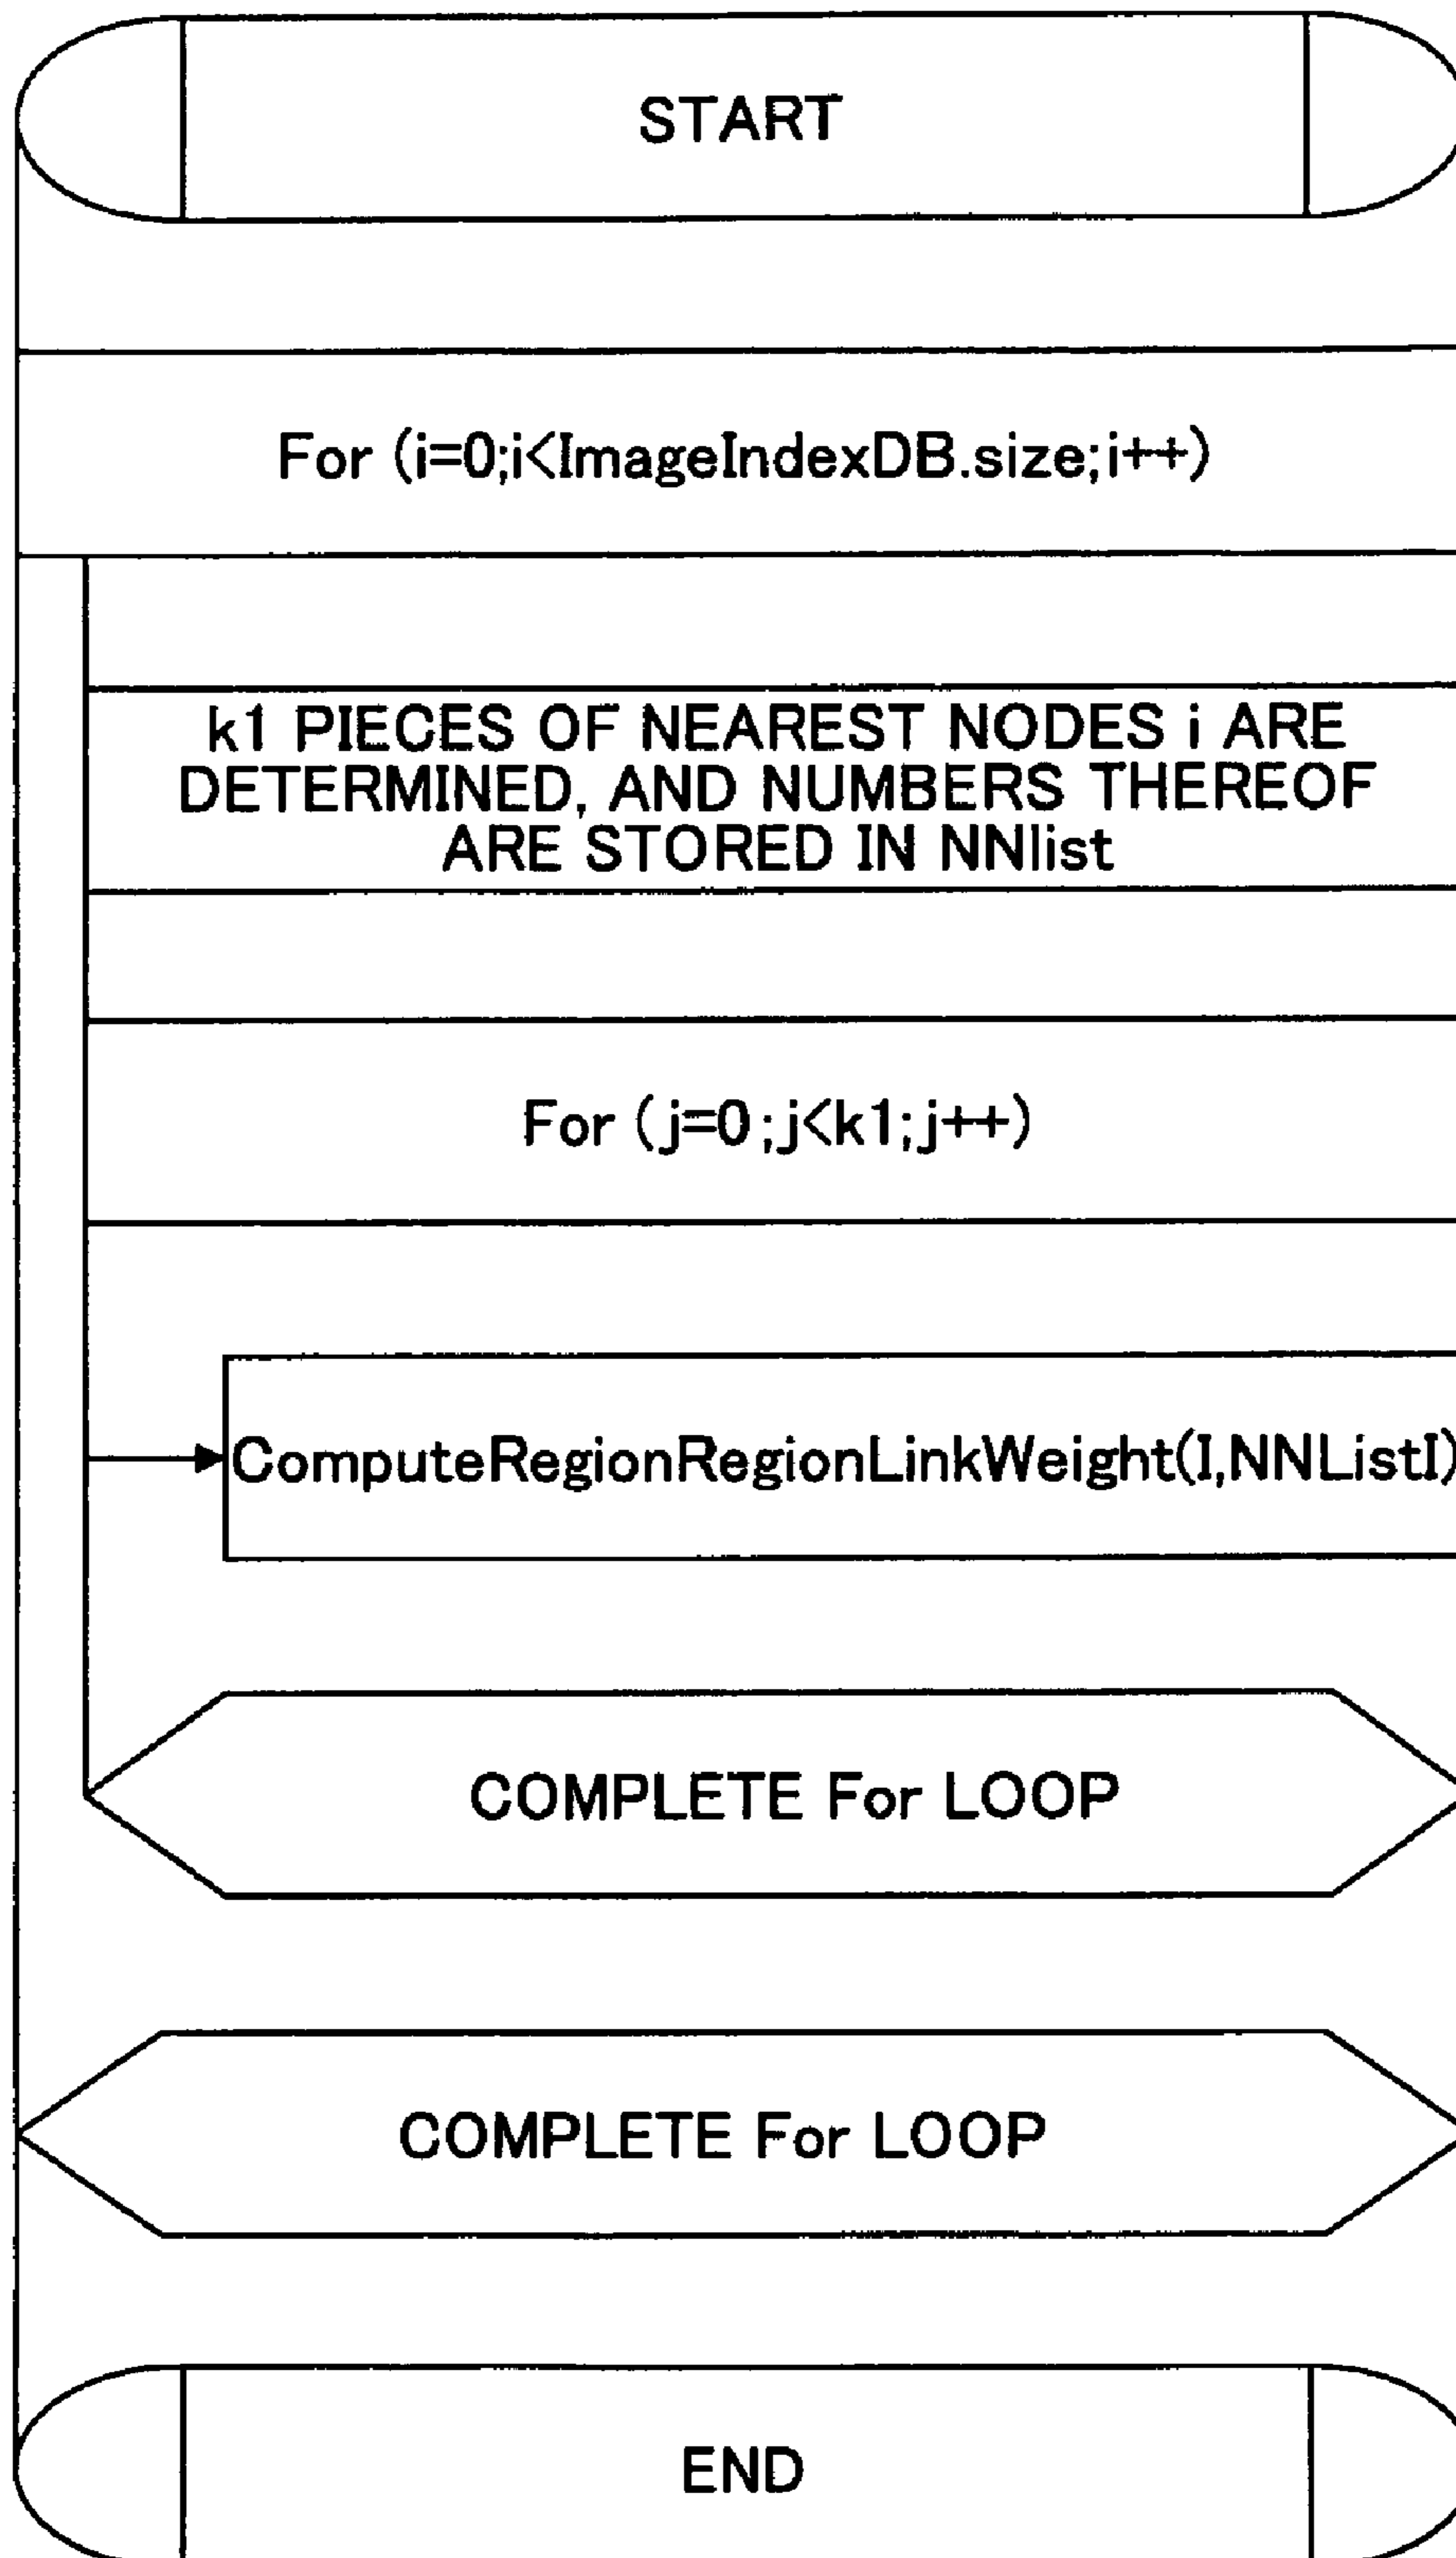 START
For (i=0;i<ImageIndexDB.size;i++)
k1 PIECES OF NEAREST NODES i ARE
DETERMINED, AND NUMBERS THEREOF
ARE STORED IN NNlist
For (j=0;j<k1;j++)
ComputeRegionRegionLinkWeight(I,NNListI)
COMPLETE For LOOP
COMPLETE For LOOP
END